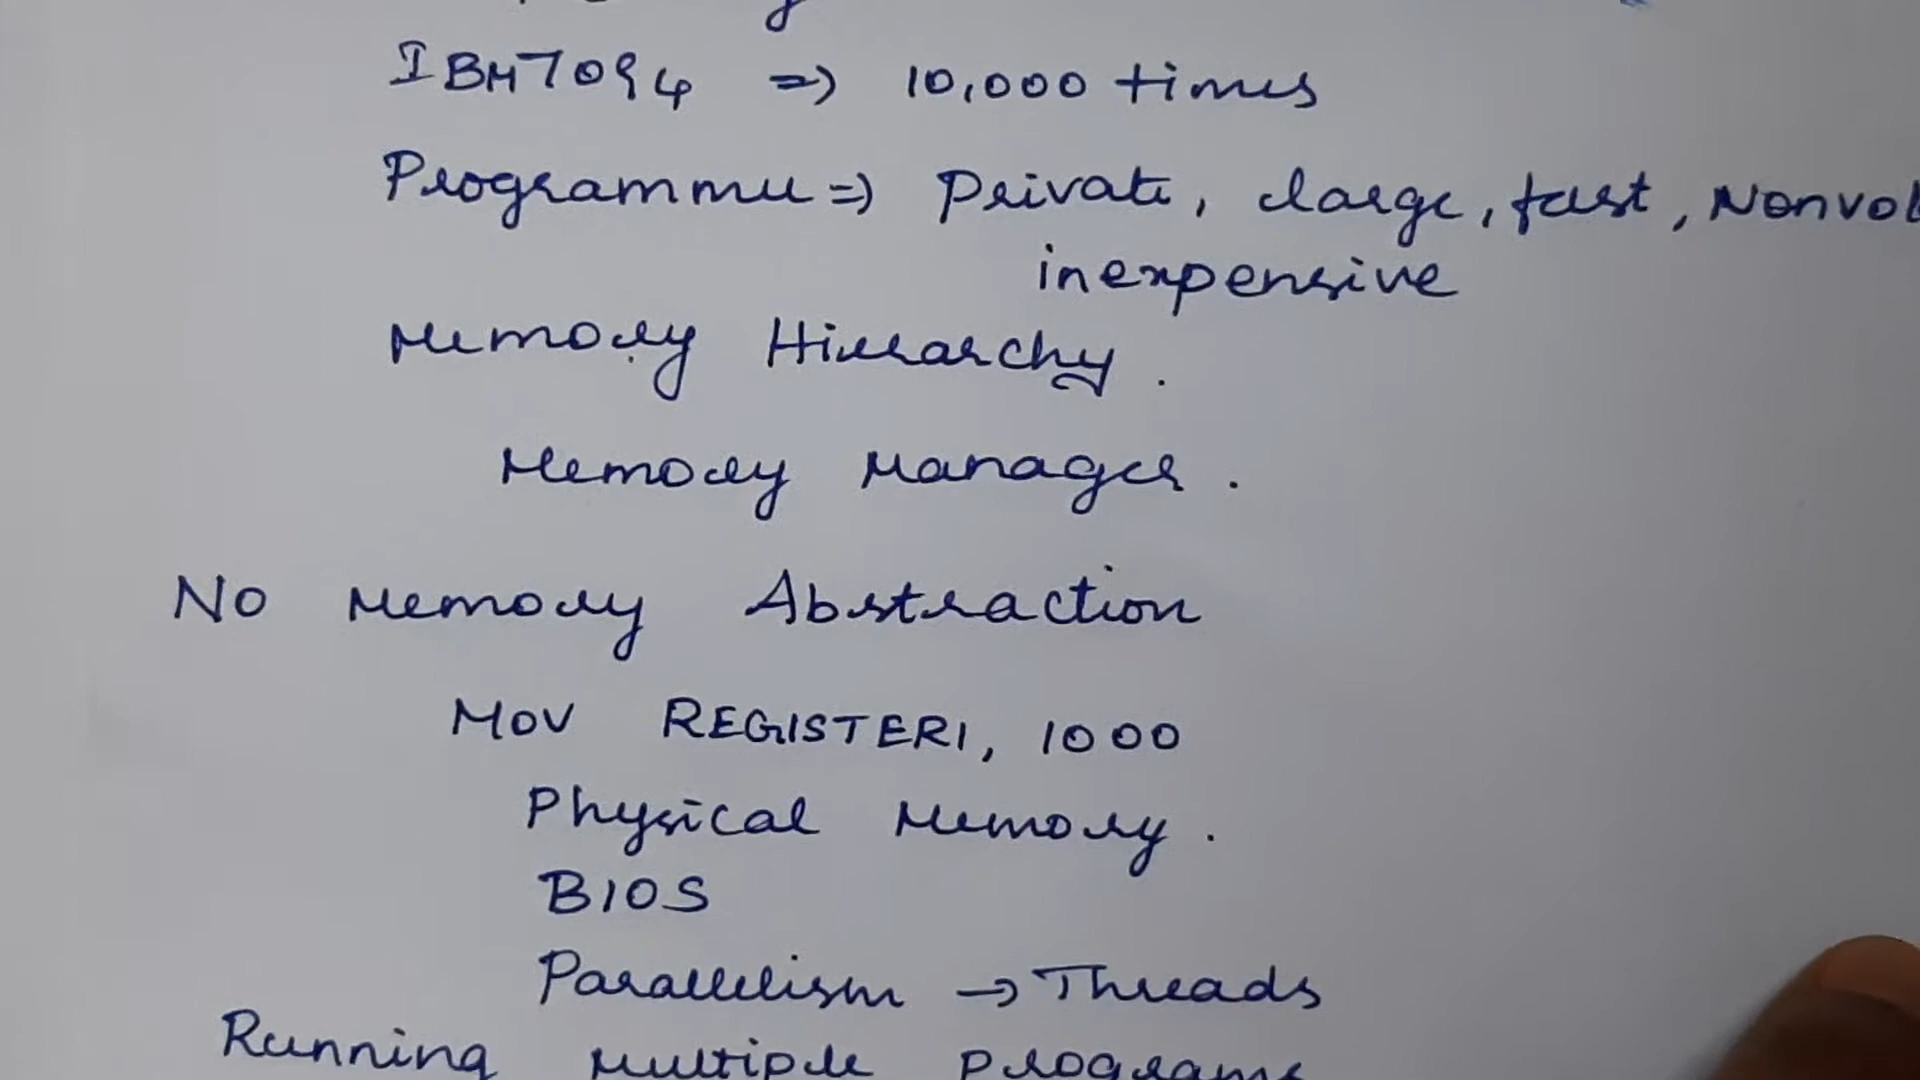 IBM7094 => 10,000 times
Programmer => Private, large, fast, Nonvol
inexpensive
Memory Hierarchy.
Memory Manager.
No Memory Abstraction
MOV REGISTER1, 1000
Physical Memory.
BIOS
Parallelism → Threads
Running multiple programs